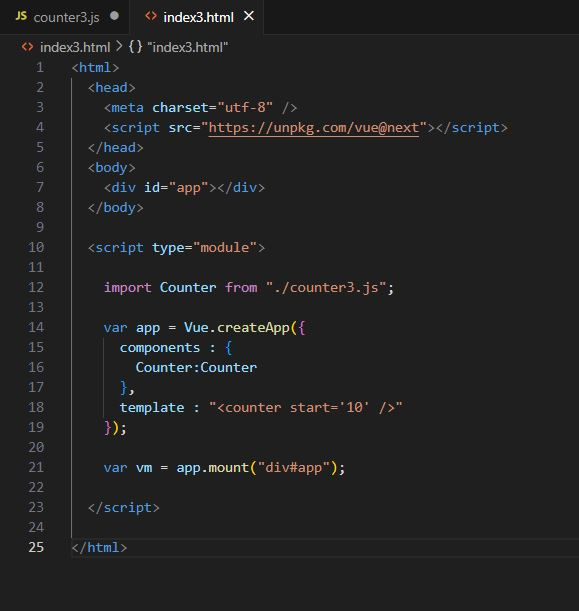 JS counter3.js ● <> index3.html ×
<> index3.html > {} "index3.html"
1 <html>
2   <head>
3     <meta charset="utf-8" />
4     <script src="https://unpkg.com/vue@next"></script>
5   </head>
6   <body>
7     <div id="app"></div>
8   </body>
9
10   <script type="module">
11
12     import Counter from "./counter3.js";
13
14     var app = Vue.createApp({
15       components : {
16         Counter:Counter
17       },
18       template : "<counter start='10' />"
19     });
20
21     var vm = app.mount("div#app");
22
23   </script>
24
25 </html>